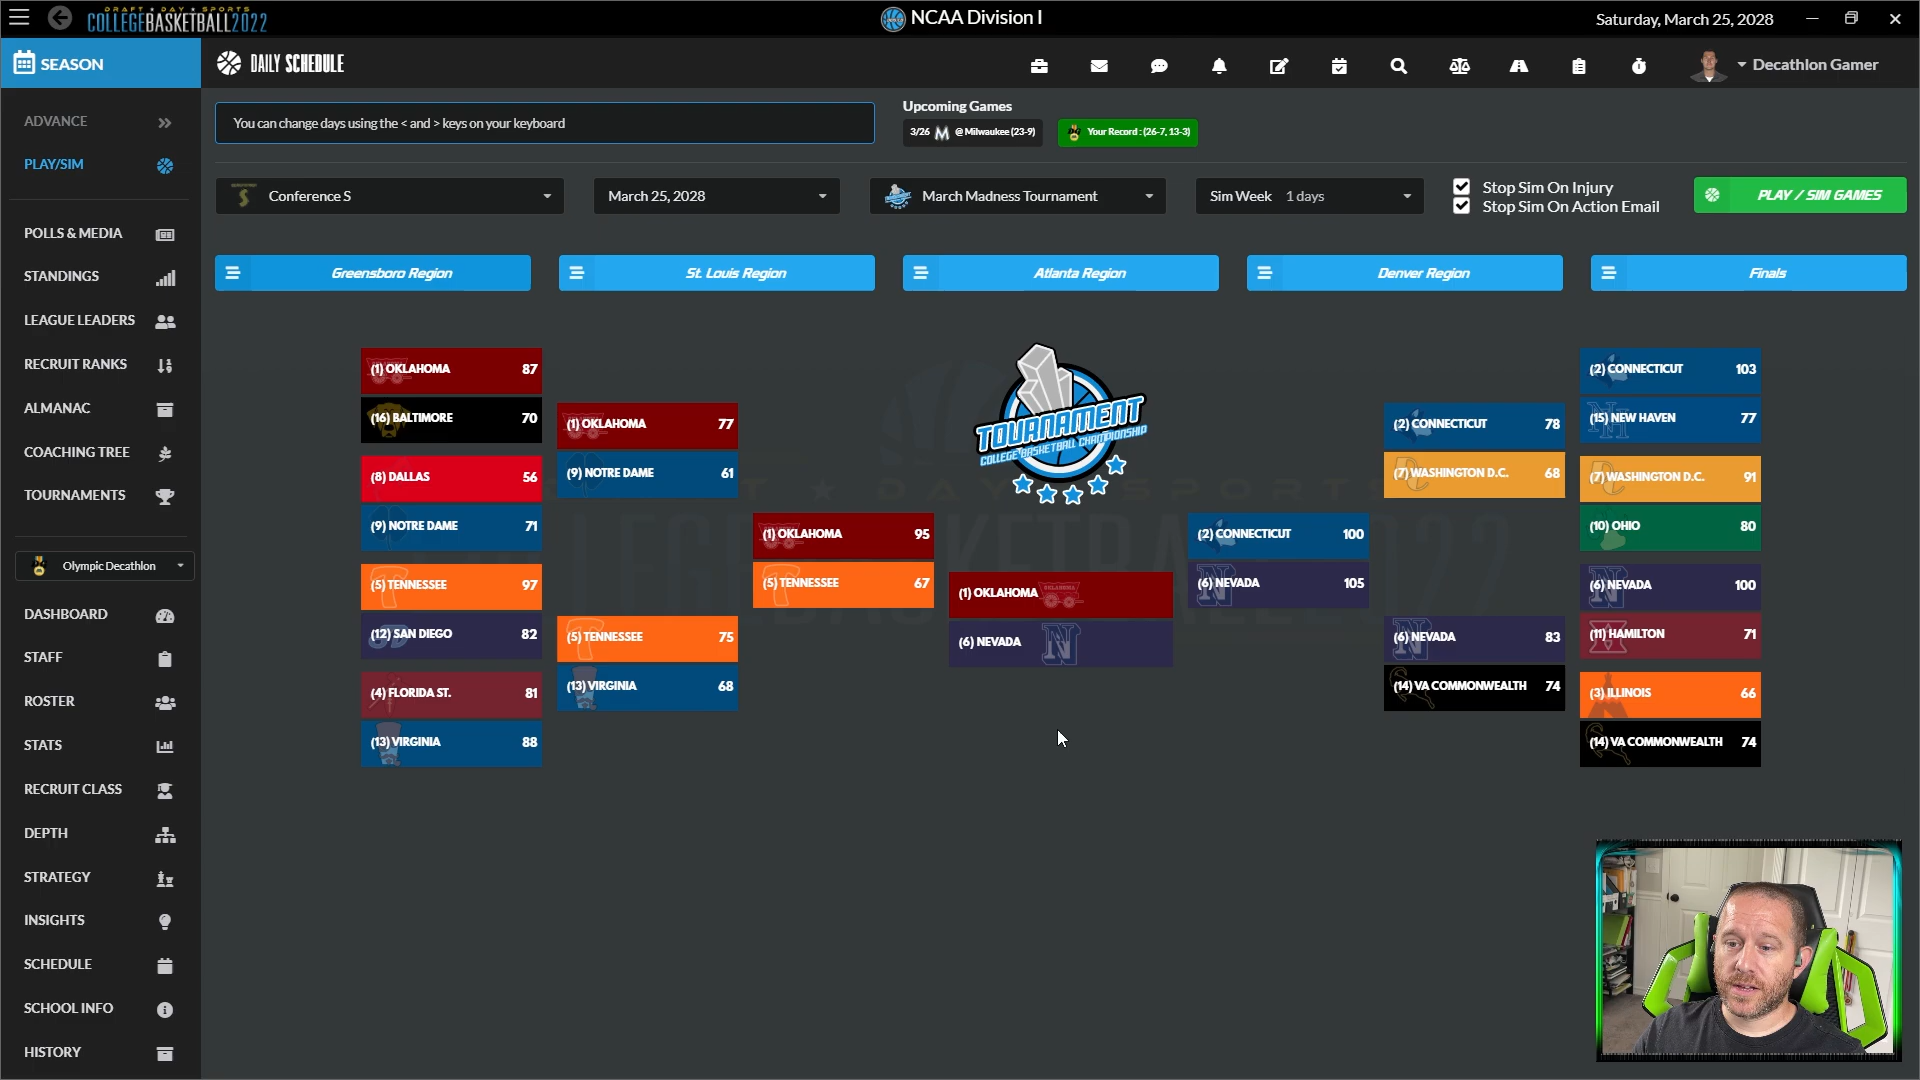 DRAFT DAY SPORTS
COLLEGE BASKETBALL 2022
NCAA Division I
Saturday, March 25, 2028
SEASON
DAILY SCHEDULE
Decathlon Gamer
ADVANCE
PLAY/SIM
You can change days using the < and > keys on your keyboard
Upcoming Games
3/26 @ Milwaukee (23-9)
Your Record : (26-7, 13-3)
Conference S
March 25, 2028
March Madness Tournament
Sim Week 1 days
Stop Sim On Injury
Stop Sim On Action Email
PLAY / SIM GAMES
Greensboro Region
St. Louis Region
Atlanta Region
Denver Region
Finals
POLLS & MEDIA
STANDINGS
LEAGUE LEADERS
RECRUIT RANKS
ALMANAC
COACHING TREE
TOURNAMENTS
Olympic Decathlon
DASHBOARD
STAFF
ROSTER
STATS
RECRUIT CLASS
DEPTH
STRATEGY
INSIGHTS
SCHEDULE
SCHOOL INFO
HISTORY
(1) OKLAHOMA 87
(16) BALTIMORE 70
(8) DALLAS 56
(9) NOTRE DAME 71
(5) TENNESSEE 97
(12) SAN DIEGO 82
(4) FLORIDA ST. 81
(13) VIRGINIA 88
(1) OKLAHOMA 77
(9) NOTRE DAME 61
(5) TENNESSEE 75
(13) VIRGINIA 68
(1) OKLAHOMA 95
(5) TENNESSEE 67
TOURNAMENT
COLLEGE BASKETBALL CHAMPIONSHIP
(1) OKLAHOMA
(6) NEVADA
(2) CONNECTICUT 100
(6) NEVADA 105
(2) CONNECTICUT 78
(7) WASHINGTON D.C. 68
(6) NEVADA 83
(14) VA COMMONWEALTH 74
(2) CONNECTICUT 103
(15) NEW HAVEN 77
(7) WASHINGTON D.C. 91
(10) OHIO 80
(6) NEVADA 100
(11) HAMILTON 71
(3) ILLINOIS 66
(14) VA COMMONWEALTH 74